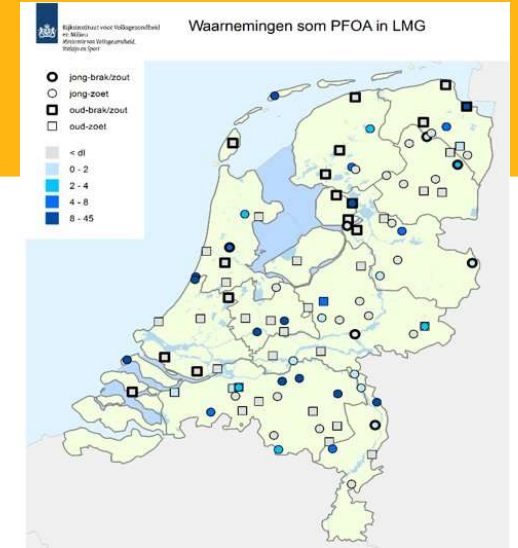 Rijksinstituut voor Volksgezondheid
en Milieu
Ministerie van Volksgezondheid,
Welzijn en Sport
Waarnemingen som PFOA in LMG
jong-brak/zout
jong-zoet
oud-brak/zout
oud-zoet
< dl
0 - 2
2 - 4
4 - 8
8 - 45